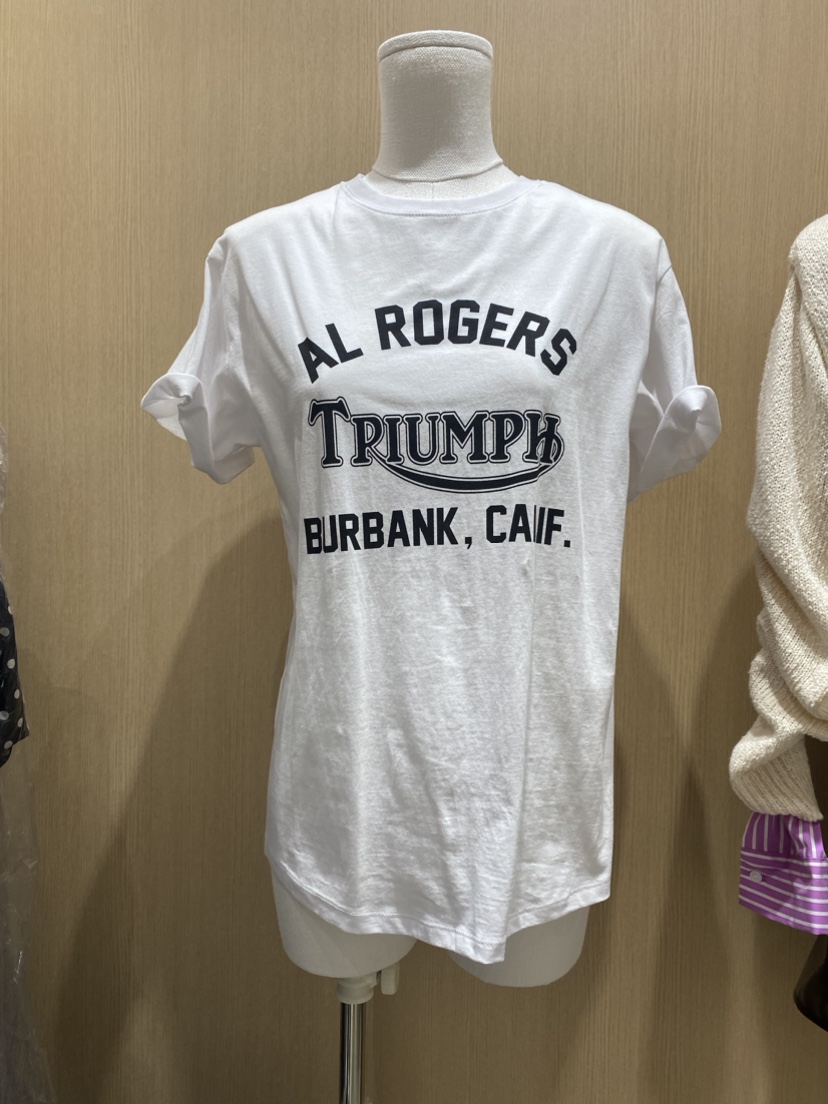 AL ROGERS
TRIUMPH
BURBANK, CALIF.